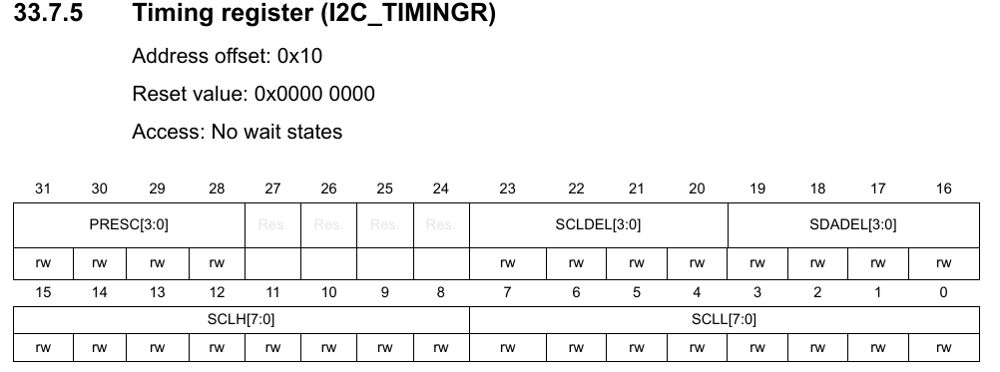 33.7.5 Timing register (I2C_TIMINGR)
Address offset: 0x10
Reset value: 0x0000 0000
Access: No wait states
31 30 29 28 27 26 25 24 23 22 21 20 19 18 17 16
PRESC[3:0] Res. Res. Res. Res. SCLDEL[3:0] SDADEL[3:0]
rw rw rw rw rw rw rw rw rw rw rw rw
15 14 13 12 11 10 9 8 7 6 5 4 3 2 1 0
SCLH[7:0] SCLL[7:0]
rw rw rw rw rw rw rw rw rw rw rw rw rw rw rw rw